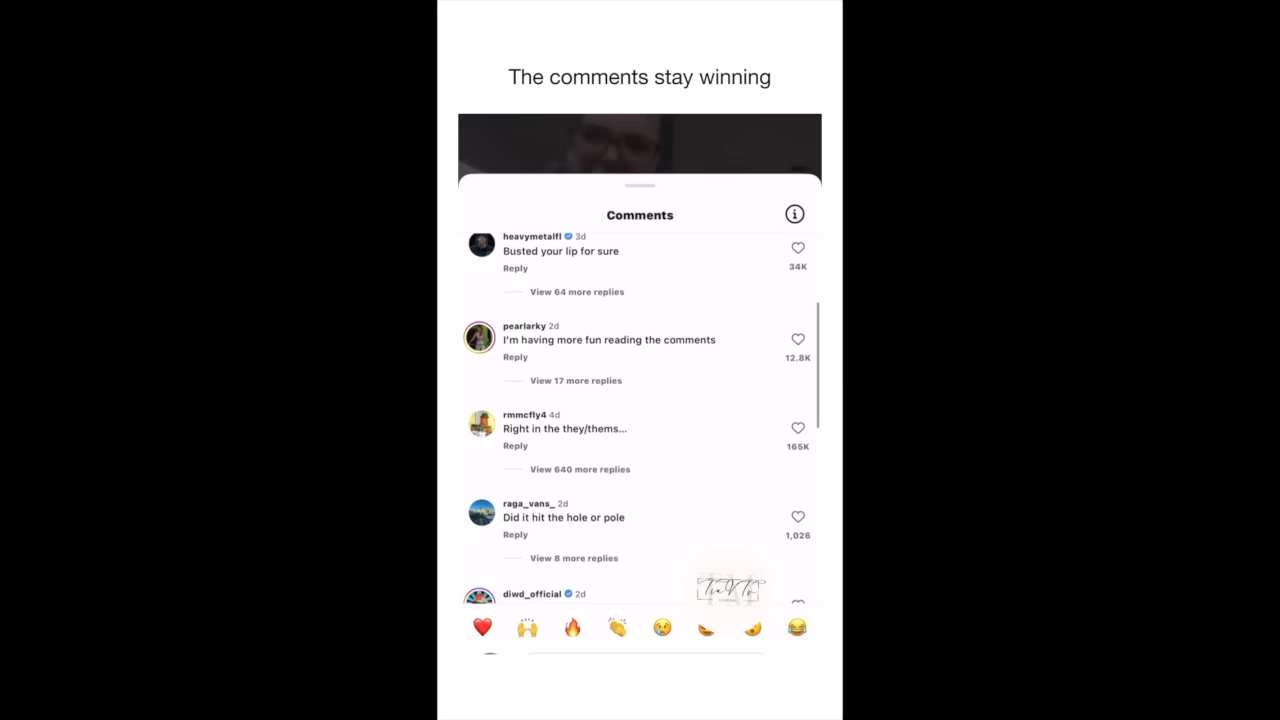 The comments stay winning
Comments
heavymetalfl 3d
Busted your lip for sure
Reply
34K
View 64 more replies
pearlarky 2d
I'm having more fun reading the comments
Reply
12.8K
View 17 more replies
rmmcfly4 4d
Right in the they/thems...
Reply
165K
View 640 more replies
raga_vans_ 2d
Did it hit the hole or pole
Reply
1,026
View 8 more replies
diwd_official 2d